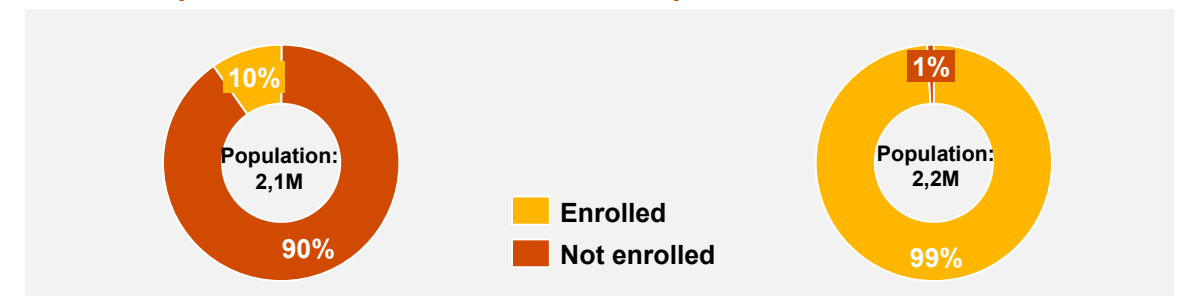 10%
Population:
2,1M
90%
Enrolled
Not enrolled
1%
Population:
2,2M
99%